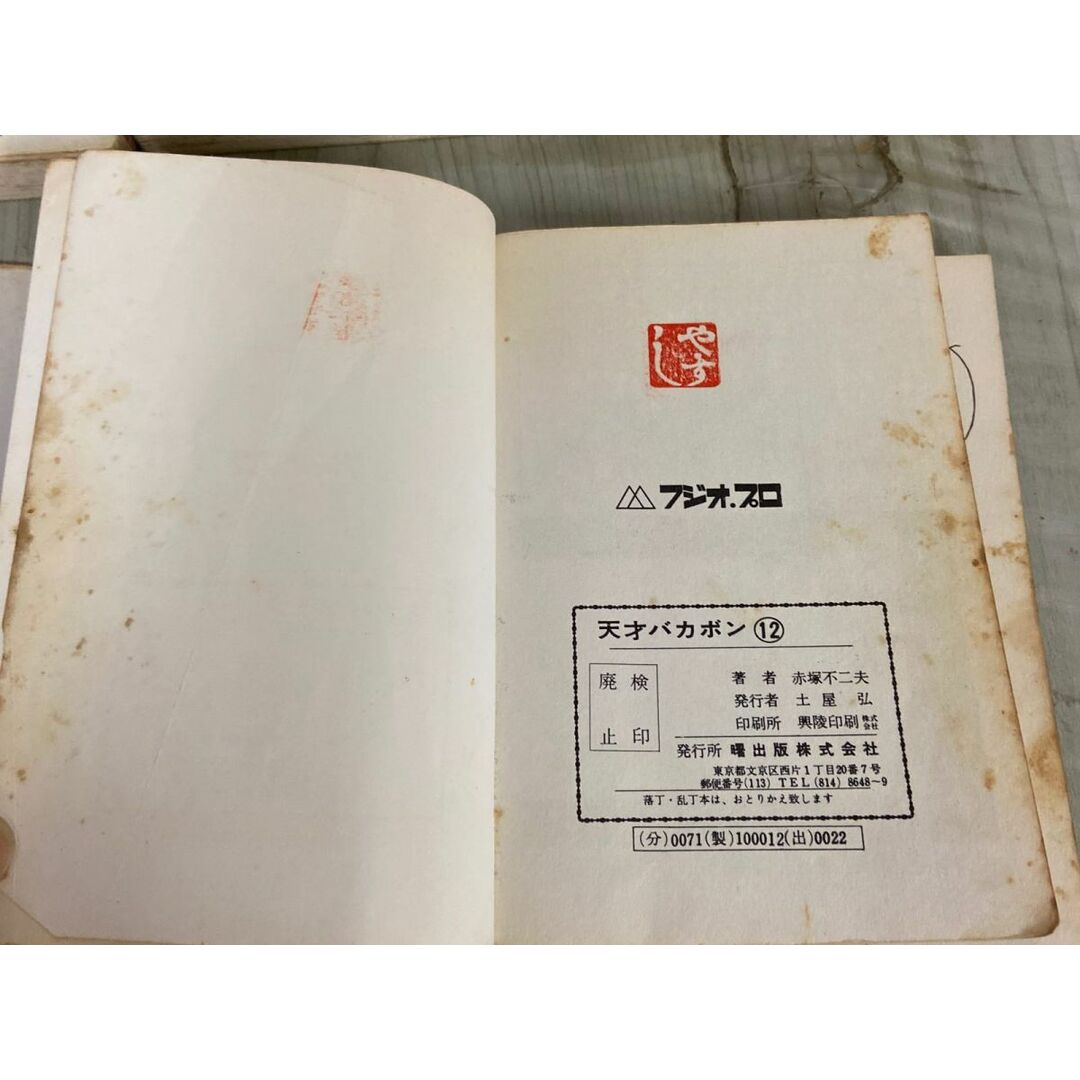 やすし
フジオ.プロ
天才バカボン⑫
検印
廃止
著者 赤塚不二夫
発行者 土屋弘
印刷所 興陵印刷株式会社
発行所 曙出版株式会社
東京都文京区西片1丁目20番7号
郵便番号(113) TEL(814)8648〜9
落丁・乱丁本は、おとりかえ致します
(分)0071(製)100012(出)0022